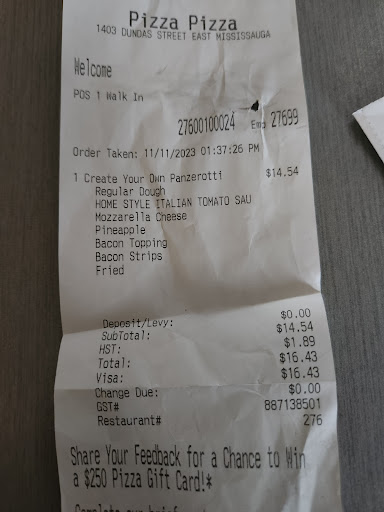 Pizza Pizza
1403 DUNDAS STREET EAST MISSISSAUGA
Welcome
POS 1 Walk In
27600100024 Emp 27699
Order Taken: 11/11/2023 01:37:26 PM
1 Create Your Own Panzerotti $14.54
Regular Dough
HOME STYLE ITALIAN TOMATO SAU
Mozzarella Cheese
Pineapple
Bacon Topping
Bacon Strips
Fried
Deposit/Levy: $0.00
SubTotal: $14.54
HST: $1.89
Total: $16.43
Visa: $16.43
Change Due: $0.00
GST# 887138501
Restaurant# 276
Share Your Feedback for a Chance to Win
a $250 Pizza Gift Card!*